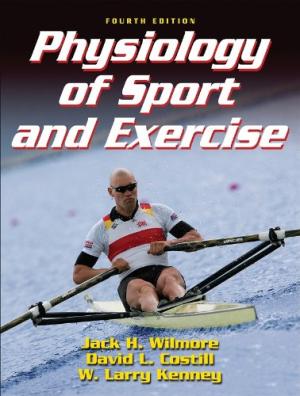 FOURTH EDITION
Physiology
of Sport
and Exercise
Jack H. Wilmore
David L. Costill
W. Larry Kenney